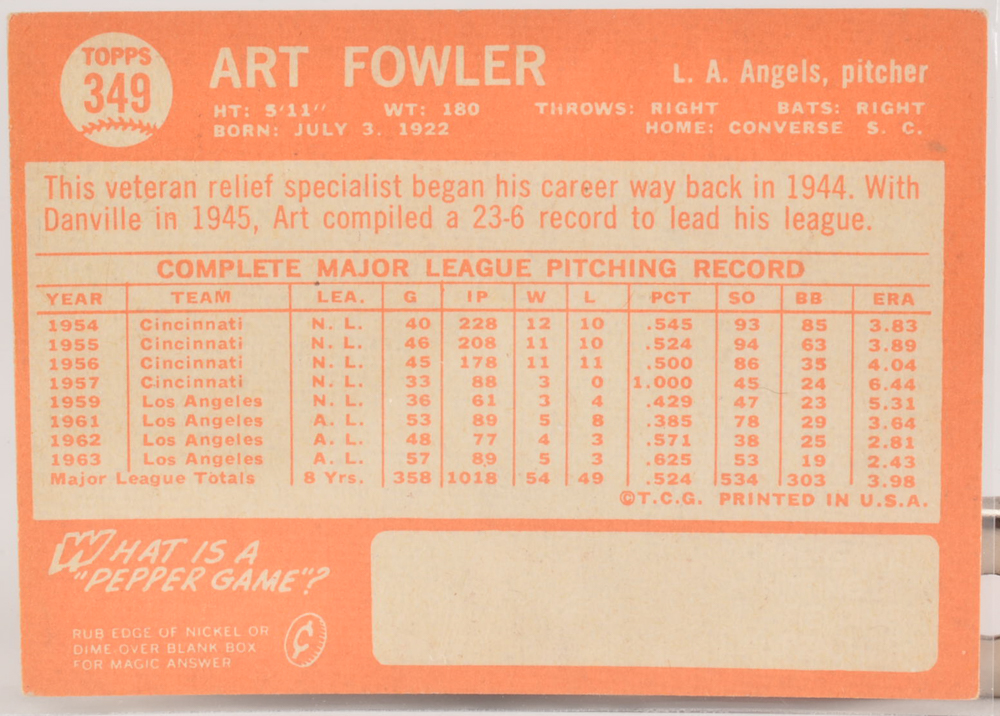 TOPPS
349
ART FOWLER
L. A. Angels, pitcher
HT: 5'11" WT: 180 THROWS: RIGHT BATS: RIGHT
BORN: JULY 3. 1922 HOME: CONVERSE S. C.
This veteran relief specialist began his career way back in 1944. With
Danville in 1945, Art compiled a 23-6 record to lead his league.
COMPLETE MAJOR LEAGUE PITCHING RECORD
YEAR TEAM LEA. G IP W L PCT SO BB ERA
1954 Cincinnati N. L. 40 228 12 10 .545 93 85 3.83
1955 Cincinnati N. L. 46 208 11 10 .524 94 63 3.89
1956 Cincinnati N. L. 45 178 11 11 .500 86 35 4.04
1957 Cincinnati N. L. 33 88 3 0 1.000 45 24 6.44
1959 Los Angeles N. L. 36 61 3 4 .429 47 23 5.31
1961 Los Angeles A. L. 53 89 5 8 .385 78 29 3.64
1962 Los Angeles A. L. 48 77 4 3 .571 38 25 2.81
1963 Los Angeles A. L. 57 89 5 3 .625 53 19 2.43
Major League Totals 8 Yrs. 358 1018 54 49 .524 534 303 3.98
©T.C.G. PRINTED IN U.S.A.
WHAT IS A
"PEPPER GAME"?
RUB EDGE OF NICKEL OR
DIME OVER BLANK BOX
FOR MAGIC ANSWER
¢